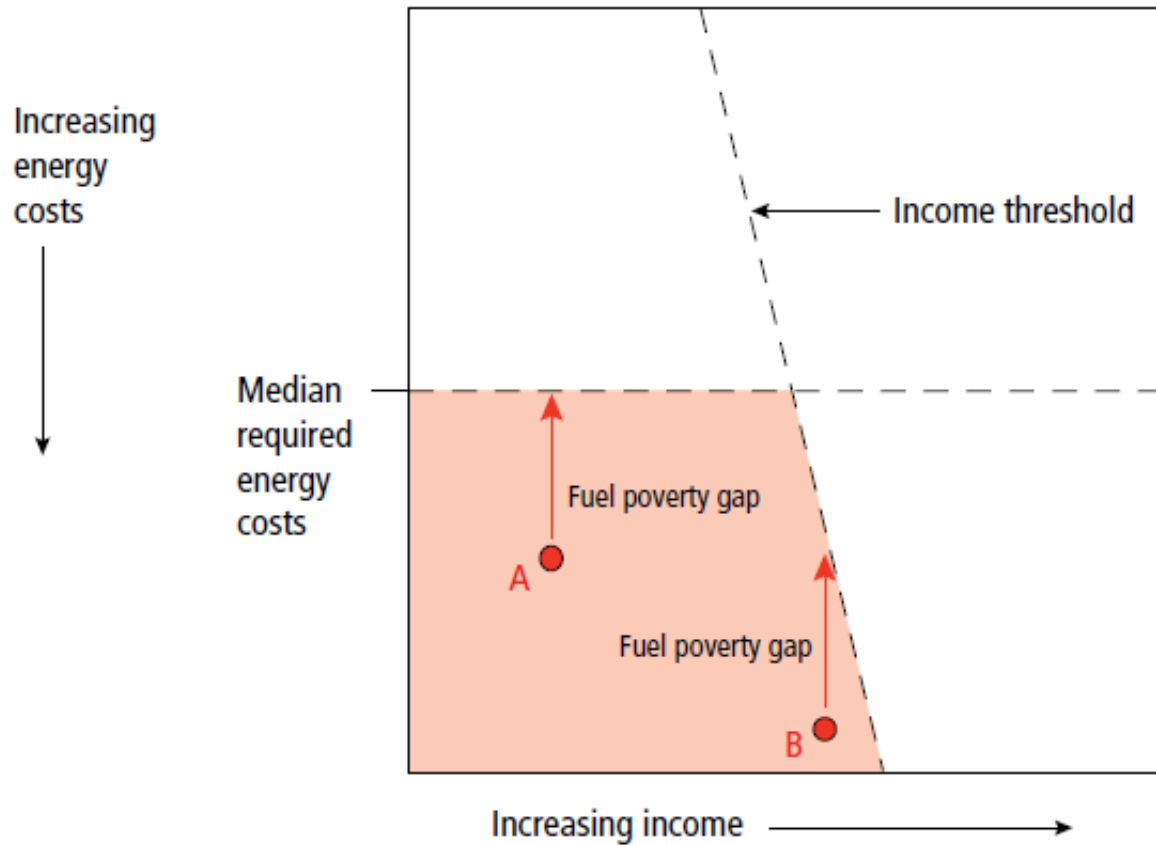 Increasing
energy
costs
Income threshold
Median
required
energy
costs
Fuel poverty gap
A
Fuel poverty gap
B
Increasing income